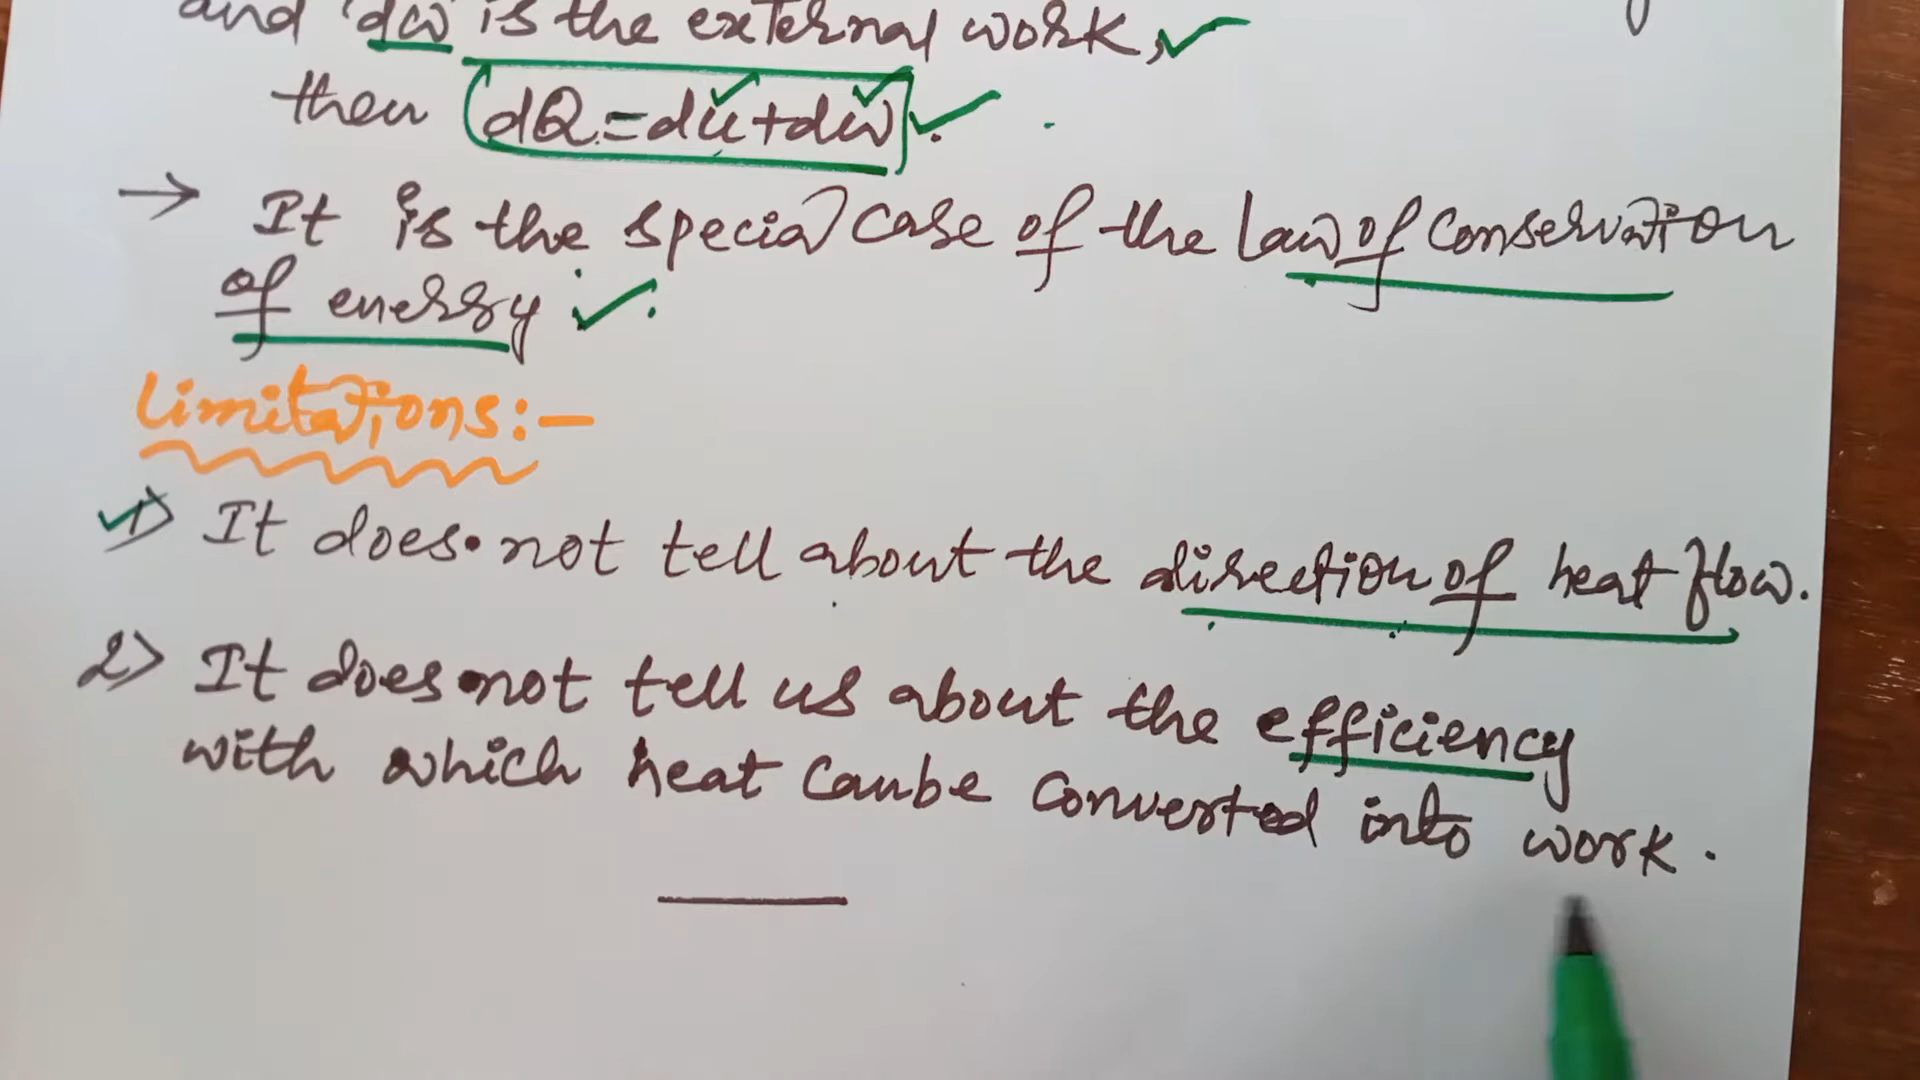 and 'dw' is the external work,
then dQ=du+dw.
→ It is the special case of the law of conservation
of energy.
Limitations:-
1> It does not tell about the direction of heat flow.
2> It does not tell us about the efficiency
with which heat can be converted into work.